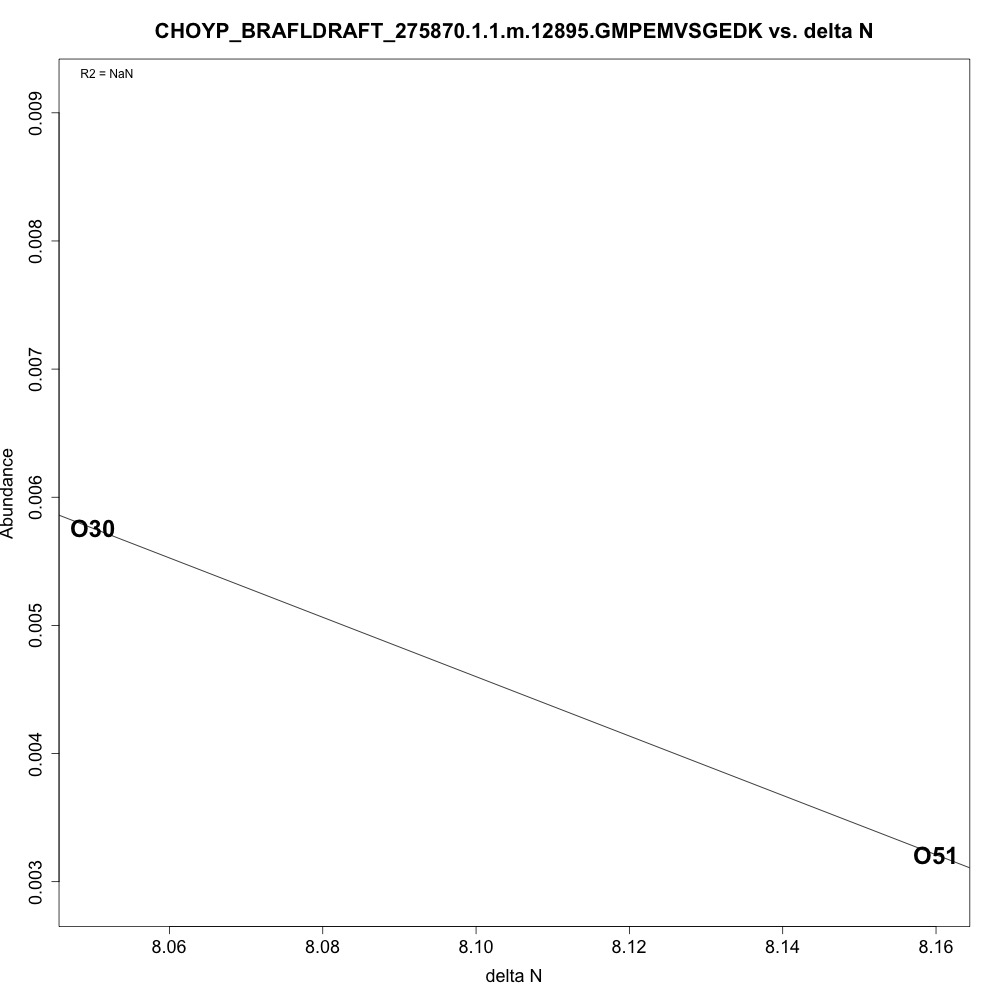 CHOYP_BRAFLDRAFT_275870.1.1.m.12895.GMPEMVSGEDK vs. delta N
R2 = NaN
0.009
0.008
0.007
0.006
0.005
0.004
0.003
Abundance
O30
O51
8.06
8.08
8.10
8.12
8.14
8.16
delta N